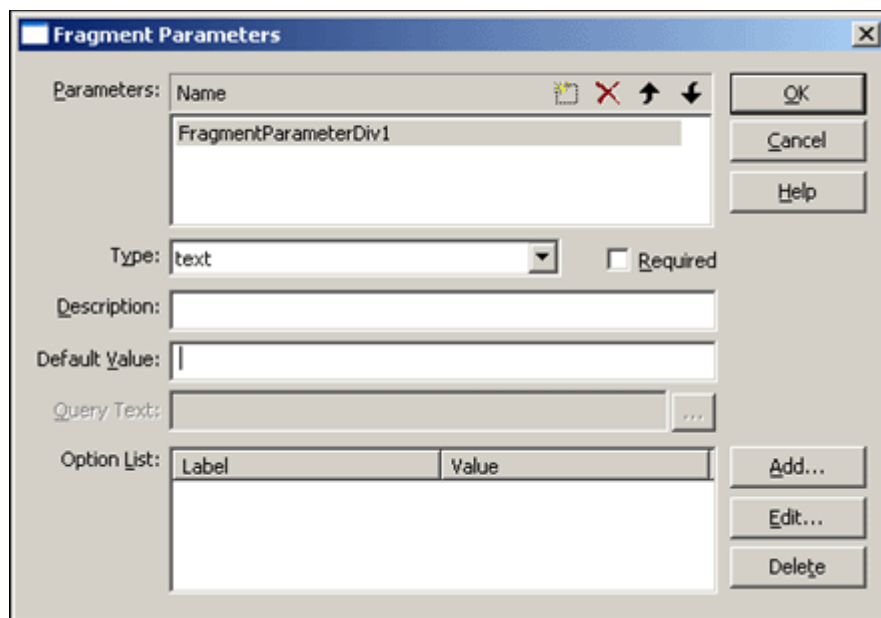 Fragment Parameters
Parameters:
Name
OK
FragmentParameterDiv1
Cancel
Help
Type:
text
Required
Description:
Default Value:
Query Text:
...
Option List:
Label
Value
Add...
Edit...
Delete